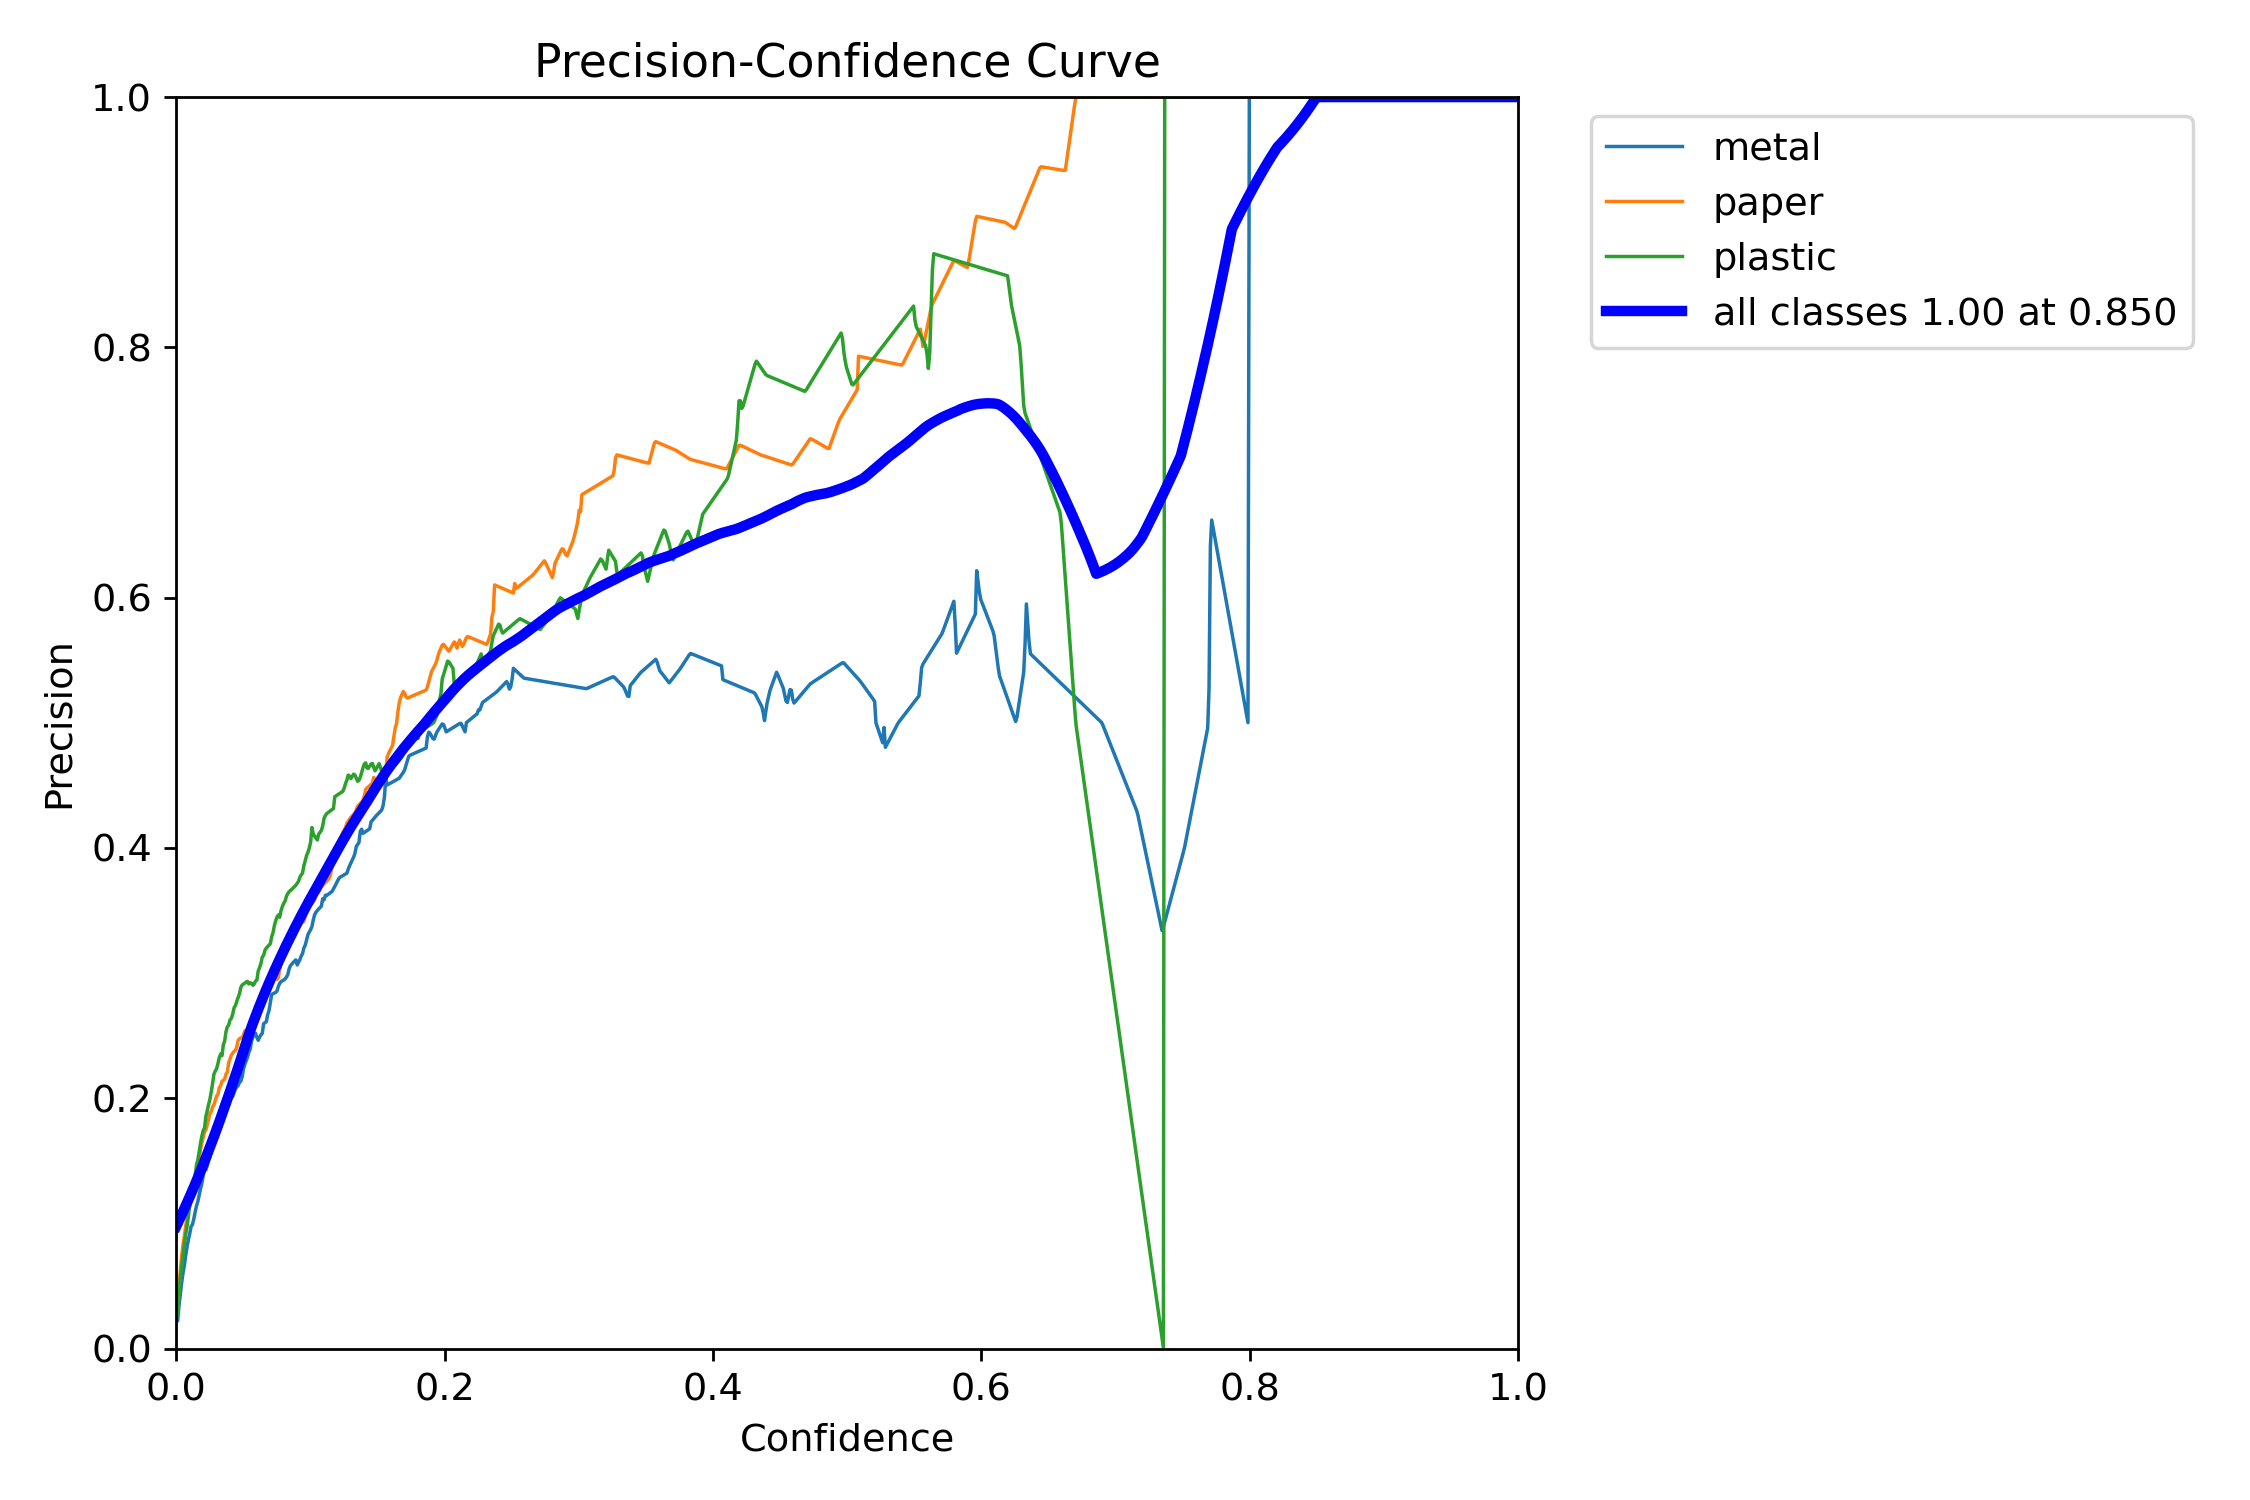 Precision-Confidence Curve
1.0
0.8
0.6
0.4
0.2
0.0
Precision
0.0 0.2 0.4 0.6 0.8 1.0
Confidence
metal
paper
plastic
all classes 1.00 at 0.850